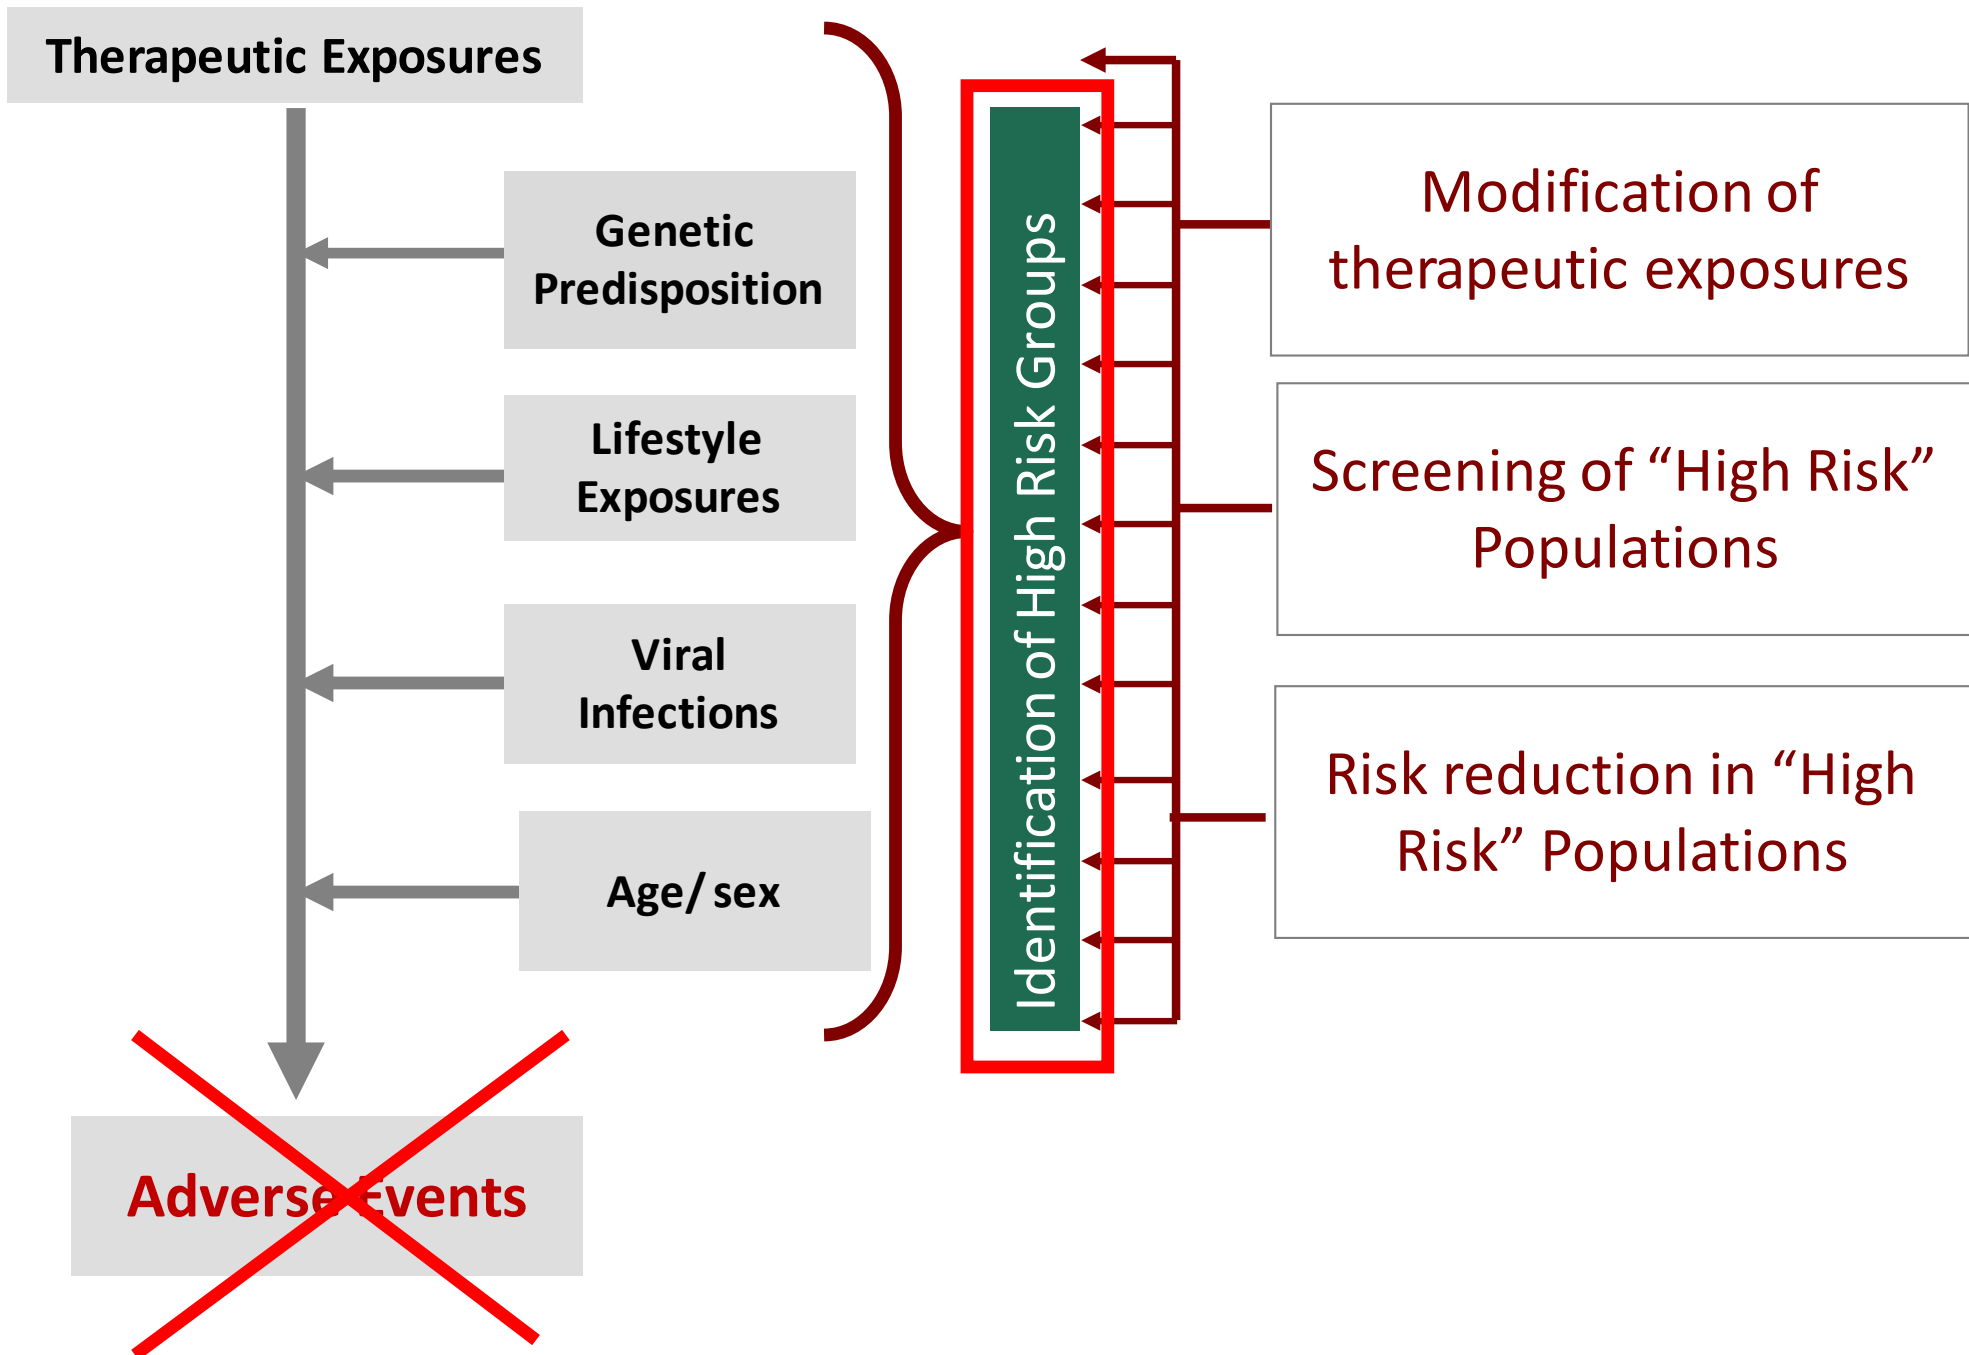 Therapeutic Exposures
Genetic
Predisposition
Lifestyle
Exposures
Viral
Infections
Age/ sex
Adverse Events
Identification of High Risk Groups
Modification of
therapeutic exposures
Screening of “High Risk”
Populations
Risk reduction in “High
Risk” Populations